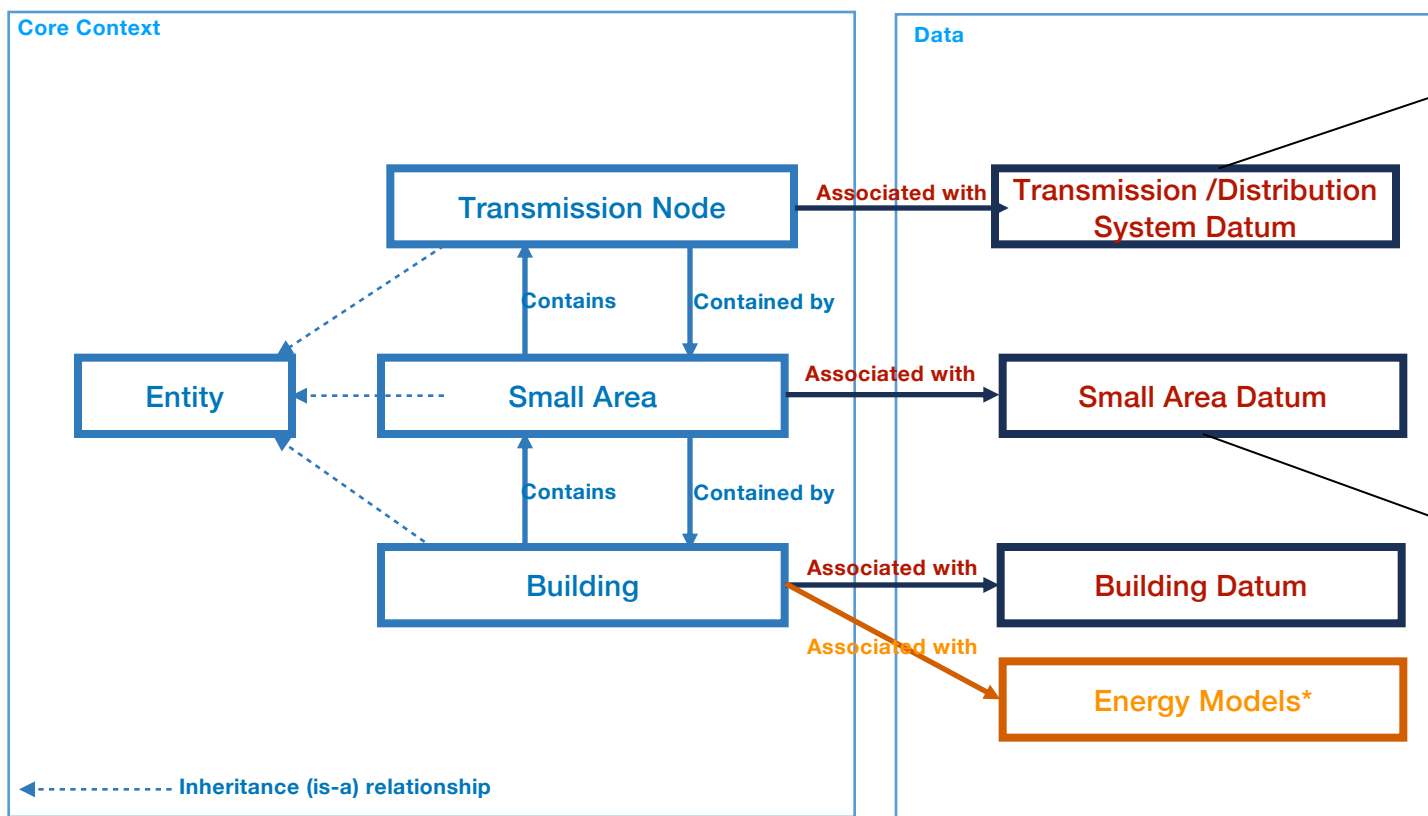 Core Context
Data
Transmission Node
Associated with
Transmission /Distribution
System Datum
Contains
Contained by
Entity
Small Area
Associated with
Small Area Datum
Contains
Contained by
Building
Associated with
Building Datum
Associated with
Energy Models*
Inheritance (is-a) relationship